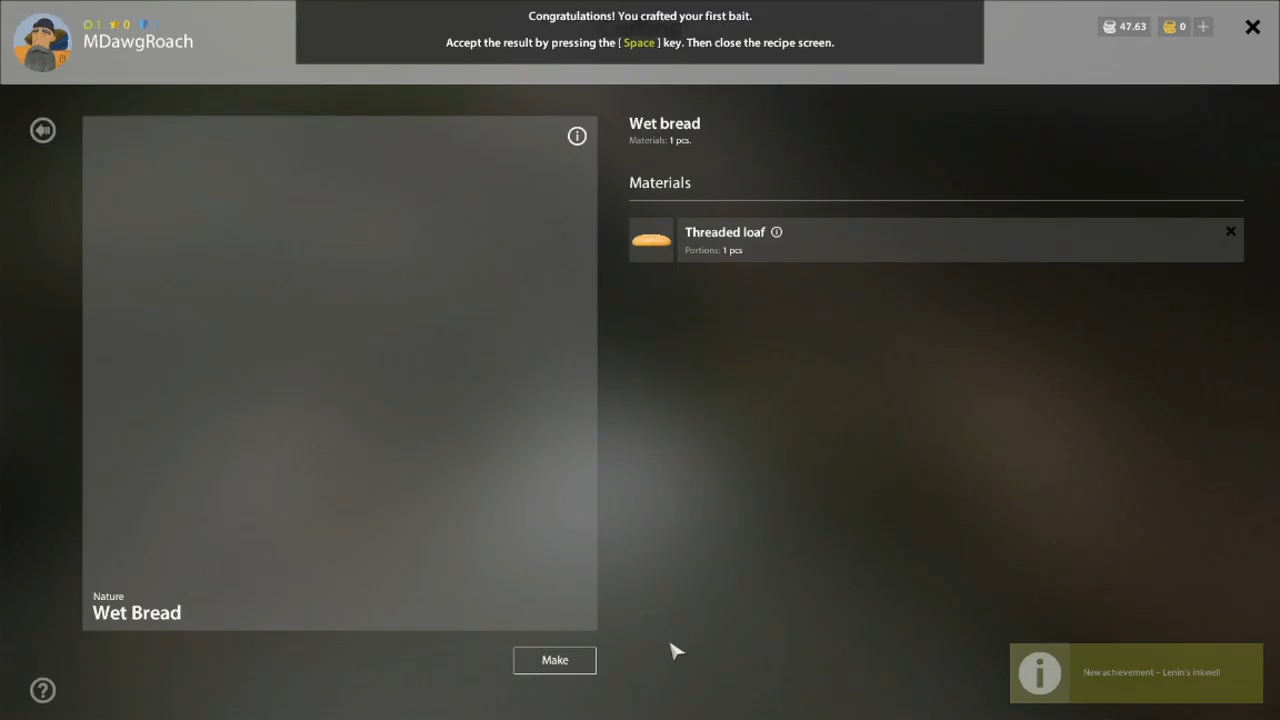 Congratulations! You crafted your first bait.
Accept the result by pressing the [ Space ] key. Then close the recipe screen.
1 0
MDawgRoach
47.63
0
Wet bread
Materials: 1 pcs.
Materials
Threaded loaf
Portions: 1 pcs
Nature
Wet Bread
Make
New achievement – Lenin's inkwell